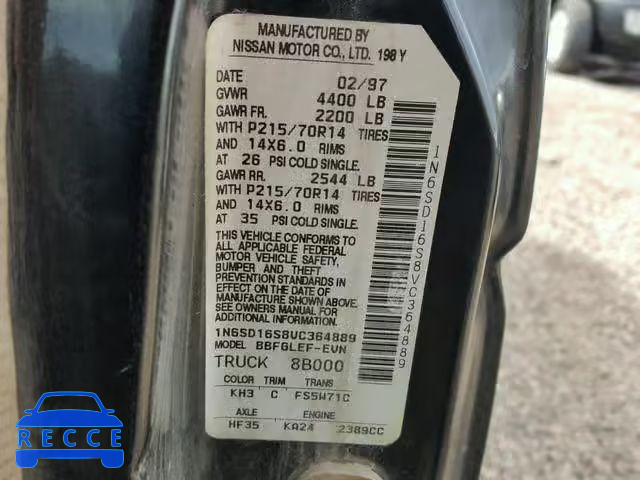 MANUFACTURED BY
NISSAN MOTOR CO., LTD. 198Y
DATE 02/97
GVWR 4400 LB
GAWR FR. 2200 LB
WITH P215/70R14 TIRES
AND 14X6.0 RIMS
AT 26 PSI COLD SINGLE.
GAWR RR. 2544 LB
WITH P215/70R14 TIRES
AND 14X6.0 RIMS
AT 35 PSI COLD SINGLE.
THIS VEHICLE CONFORMS TO
ALL APPLICABLE FEDERAL
MOTOR VEHICLE SAFETY,
BUMPER AND THEFT
PREVENTION STANDARDS IN
EFFECT ON THE DATE OF
MANUFACTURE SHOWN ABOVE.
SEE OWNERS MANUAL FOR
ADDITIONAL INFORMATION.
1N6SD16S8VC364889
MODEL BBFGLEF-EVN
TRUCK 8B000
COLOR TRIM TRANS
KH3 C FS5W71C
AXLE ENGINE
HF35 KA24 2389CC
1N6SD16S8VC364889
RECCE